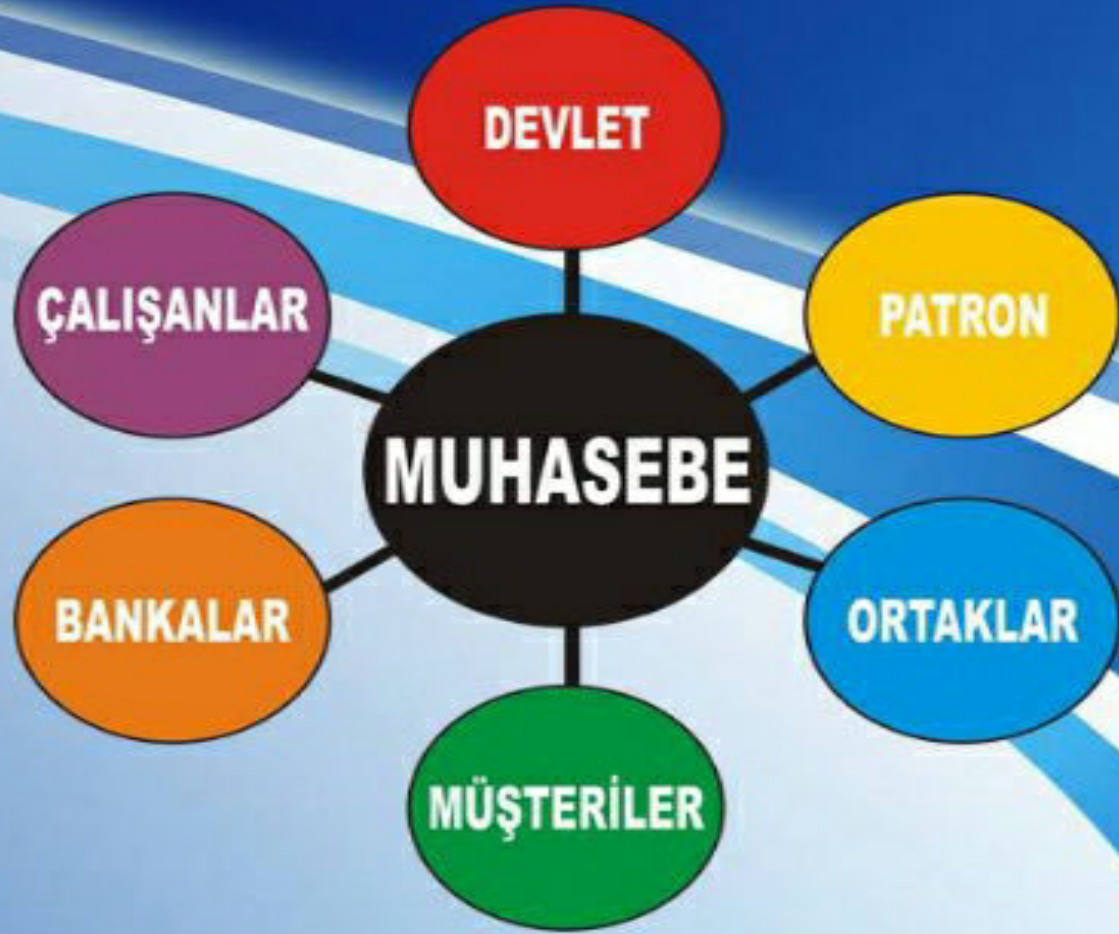 DEVLET
ÇALIŞANLAR
PATRON
MUHASEBE
BANKALAR
ORTAKLAR
MÜŞTERİLER